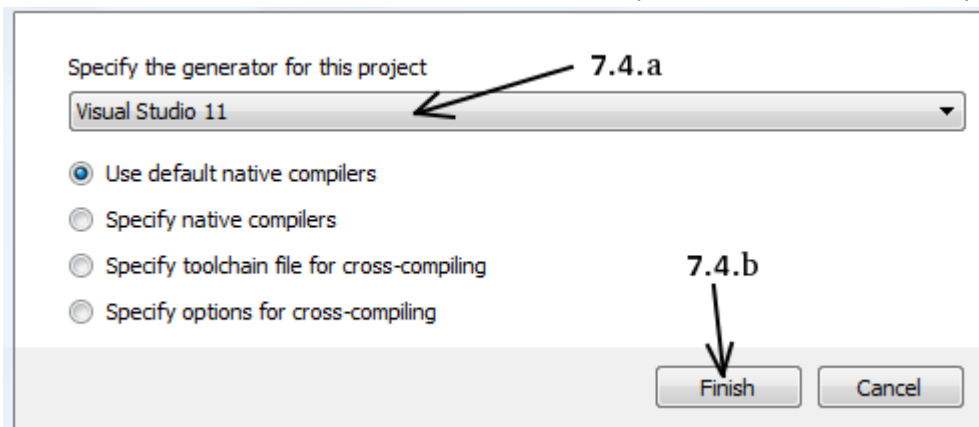 Specify the generator for this project 7.4.a
Visual Studio 11
Use default native compilers
Specify native compilers
Specify toolchain file for cross-compiling 7.4.b
Specify options for cross-compiling
Finish Cancel